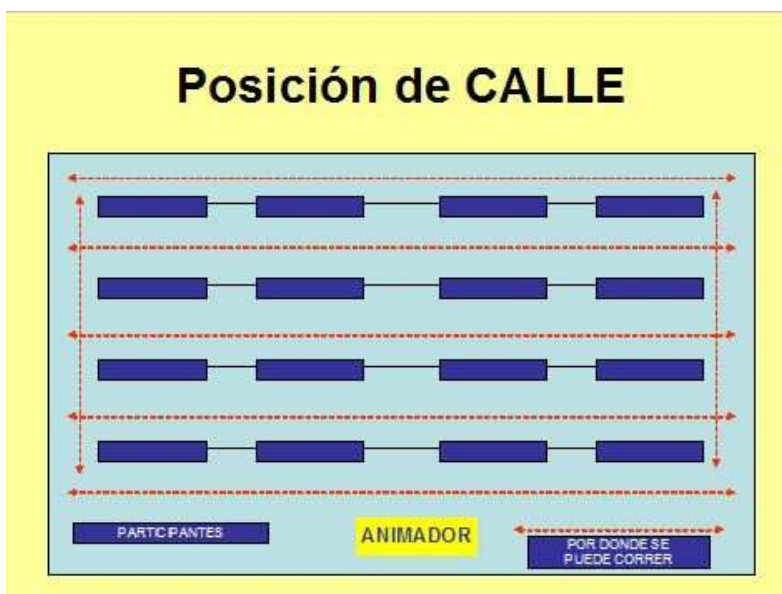 Posición de CALLE
PARTICIPANTES
ANIMADOR
POR DONDE SE
PUEDE CORRER